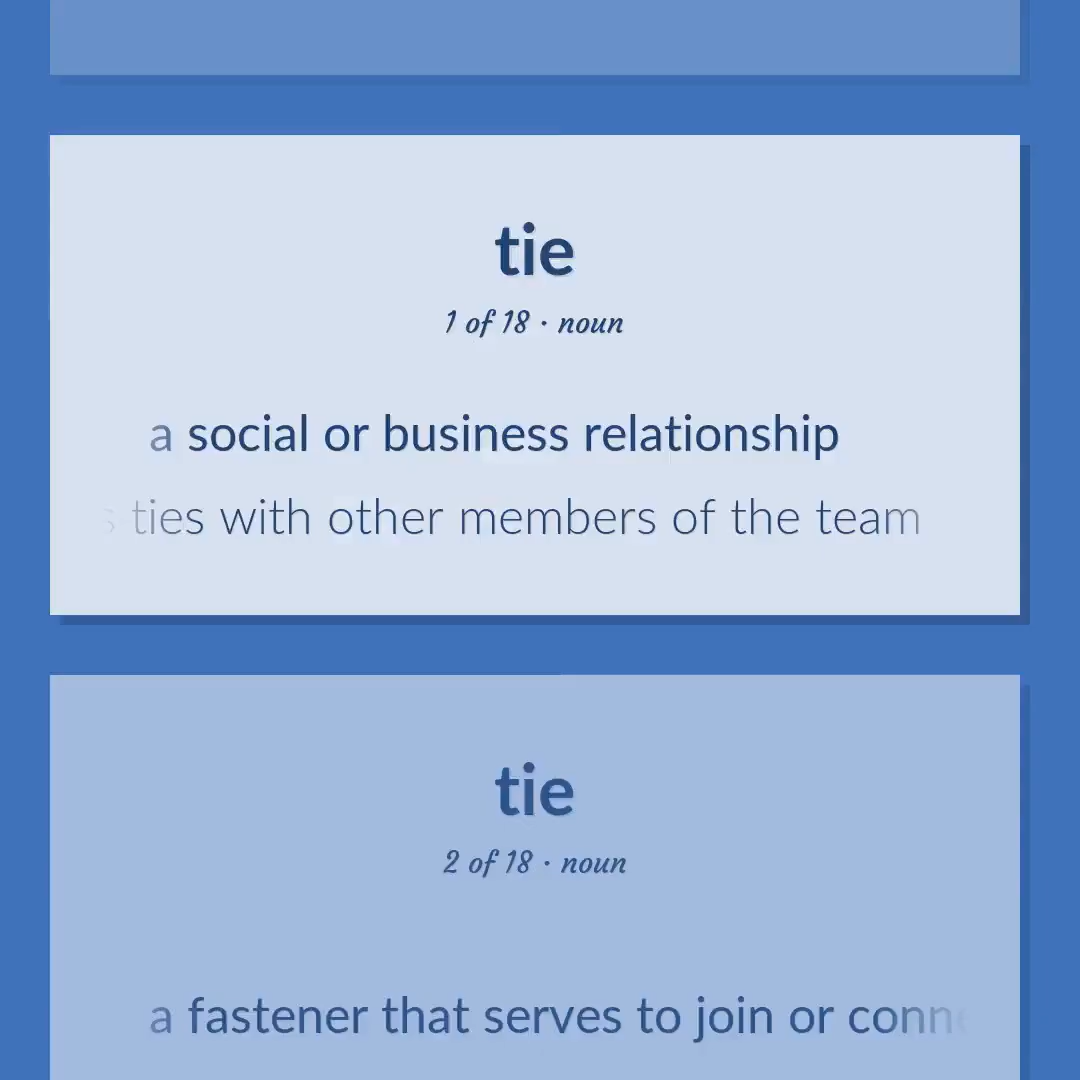 tie
1 of 18 · noun
a social or business relationship
ties with other members of the team
tie
2 of 18 · noun
a fastener that serves to join or